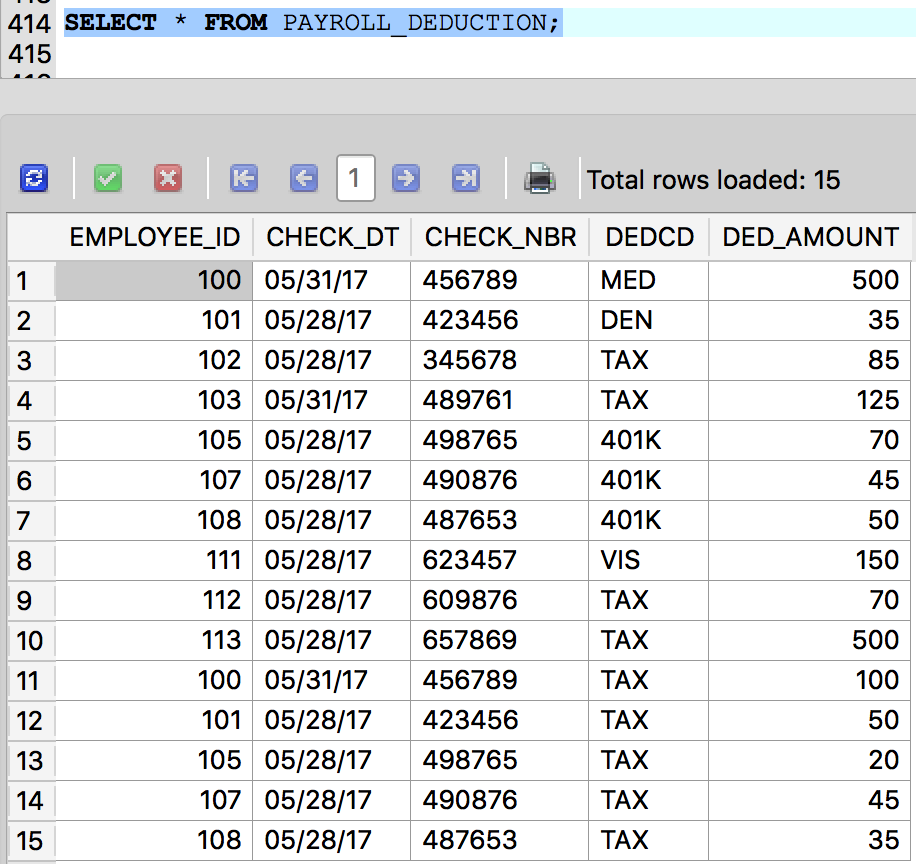 414 SELECT * FROM PAYROLL_DEDUCTION;
415
1
Total rows loaded: 15
EMPLOYEE_ID CHECK_DT CHECK_NBR DEDCD DED_AMOUNT
1 100 05/31/17 456789 MED 500
2 101 05/28/17 423456 DEN 35
3 102 05/28/17 345678 TAX 85
4 103 05/31/17 489761 TAX 125
5 105 05/28/17 498765 401K 70
6 107 05/28/17 490876 401K 45
7 108 05/28/17 487653 401K 50
8 111 05/28/17 623457 VIS 150
9 112 05/28/17 609876 TAX 70
10 113 05/28/17 657869 TAX 500
11 100 05/31/17 456789 TAX 100
12 101 05/28/17 423456 TAX 50
13 105 05/28/17 498765 TAX 20
14 107 05/28/17 490876 TAX 45
15 108 05/28/17 487653 TAX 35